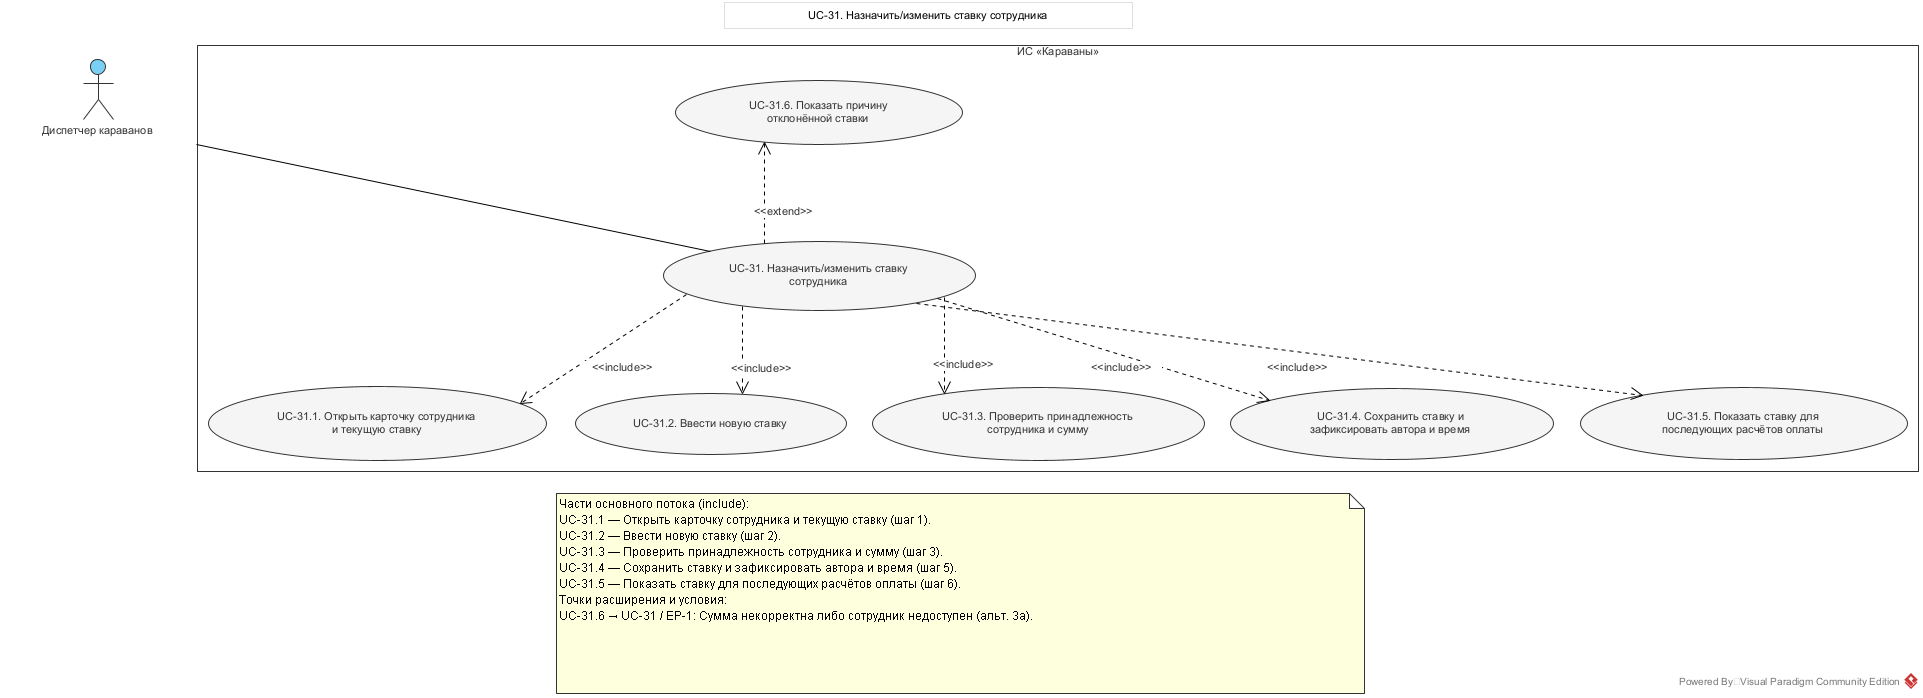 UC-31. Назначить/изменить ставку сотрудника
ИС «Караваны»
Диспетчер караванов
UC-31.6. Показать причину
отклонённой ставки
<<extend>>
UC-31. Назначить/изменить ставку
сотрудника
<<include>>
<<include>>
<<include>>
<<include>>
<<include>>
UC-31.1. Открыть карточку сотрудника
и текущую ставку
UC-31.2. Ввести новую ставку
UC-31.3. Проверить принадлежность
сотрудника и сумму
UC-31.4. Сохранить ставку и
зафиксировать автора и время
UC-31.5. Показать ставку для
последующих расчётов оплаты
Части основного потока (include):
UC-31.1 — Открыть карточку сотрудника и текущую ставку (шаг 1).
UC-31.2 — Ввести новую ставку (шаг 2).
UC-31.3 — Проверить принадлежность сотрудника и сумму (шаг 3).
UC-31.4 — Сохранить ставку и зафиксировать автора и время (шаг 5).
UC-31.5 — Показать ставку для последующих расчётов оплаты (шаг 6).
Точки расширения и условия:
UC-31.6 → UC-31 / EP-1: Сумма некорректна либо сотрудник недоступен (альт. 3а).
Powered By Visual Paradigm Community Edition